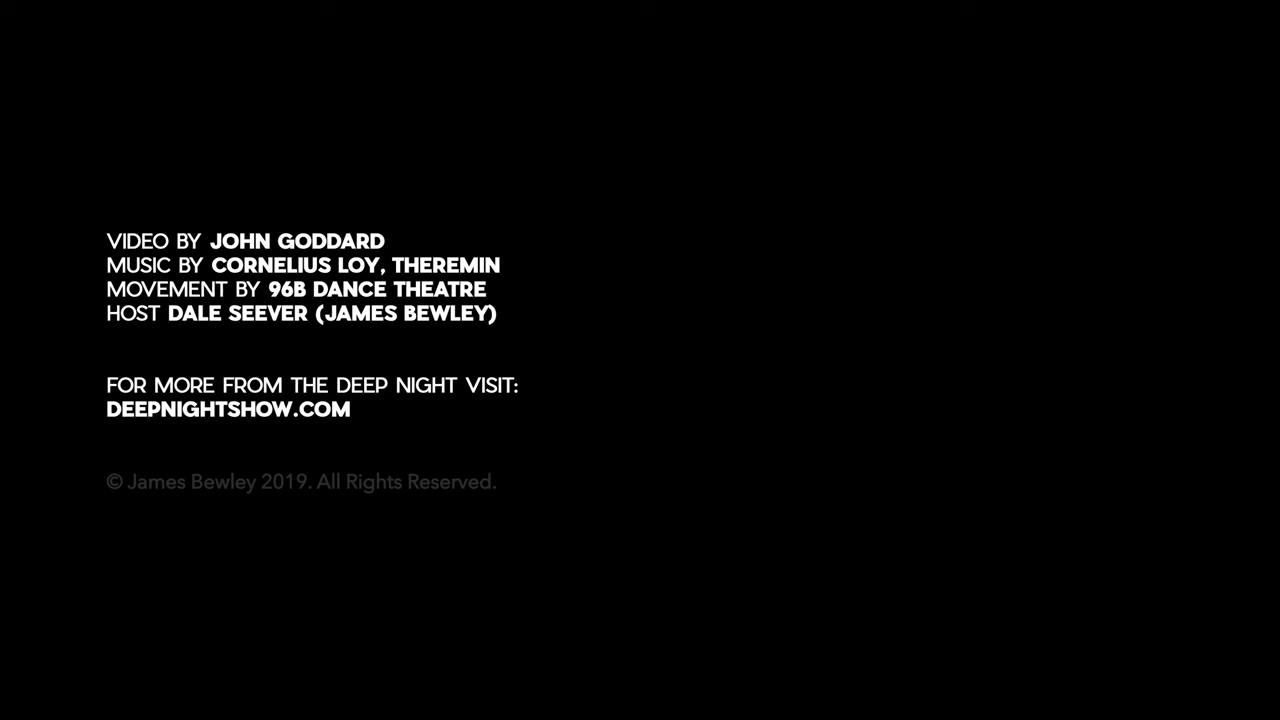 VIDEO BY JOHN GODDARD
MUSIC BY CORNELIUS LOY, THEREMIN
MOVEMENT BY 96B DANCE THEATRE
HOST DALE SEEVER (JAMES BEWLEY)
FOR MORE FROM THE DEEP NIGHT VISIT:
DEEPNIGHTSHOW.COM
© James Bewley 2019. All Rights Reserved.